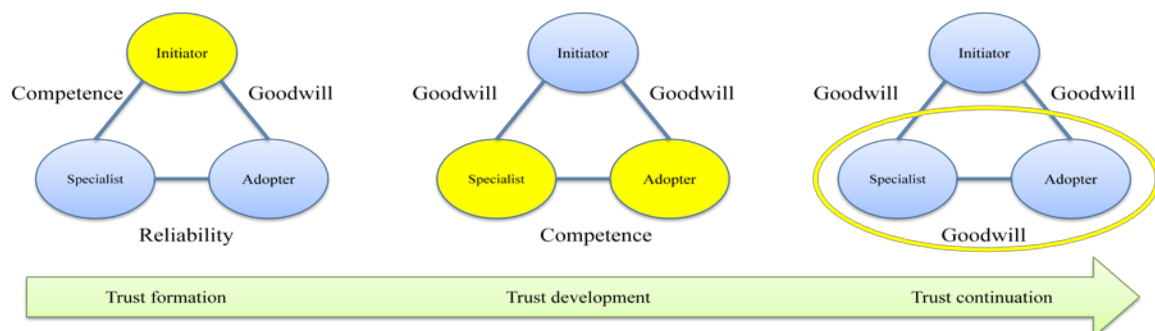 Initiator
Competence
Goodwill
Specialist
Adopter
Reliability
Initiator
Goodwill
Goodwill
Specialist
Adopter
Competence
Initiator
Goodwill
Goodwill
Specialist
Adopter
Goodwill
Trust formation
Trust development
Trust continuation